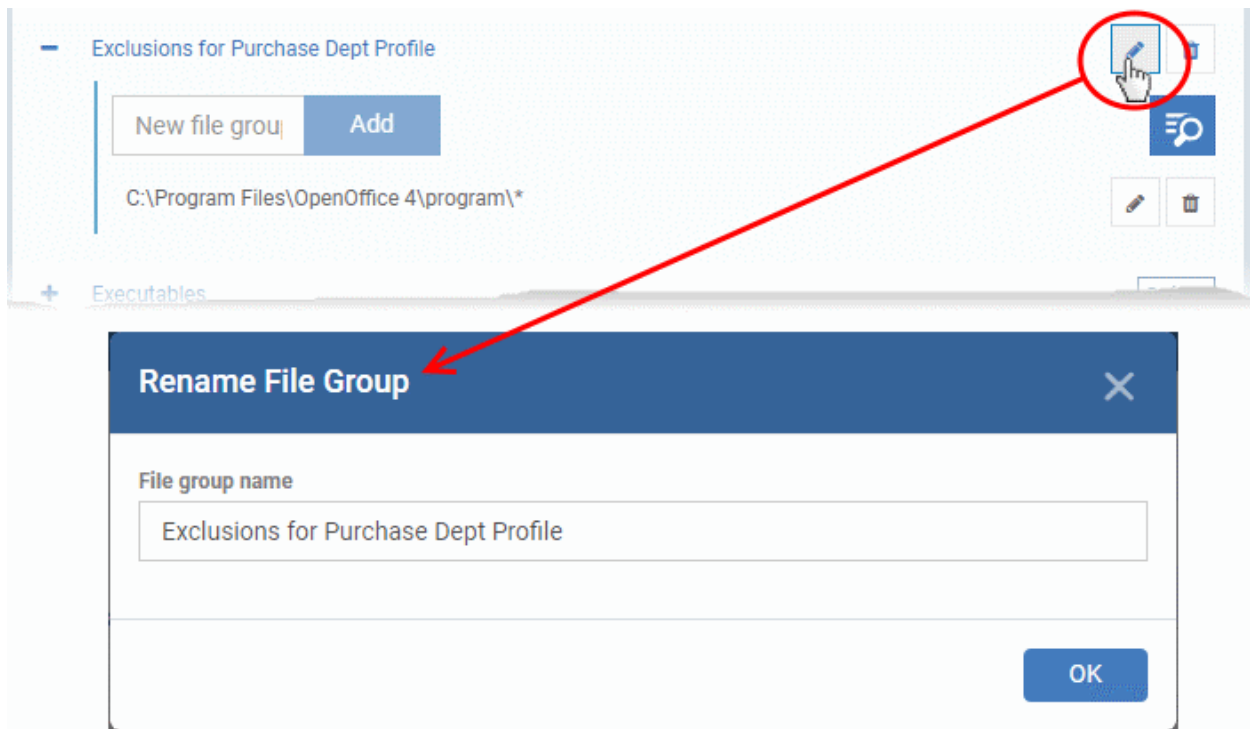 Exclusions for Purchase Dept Profile
New file grou
Add
C:\Program Files\OpenOffice 4\program\*
Executables
Rename File Group
File group name
Exclusions for Purchase Dept Profile
OK